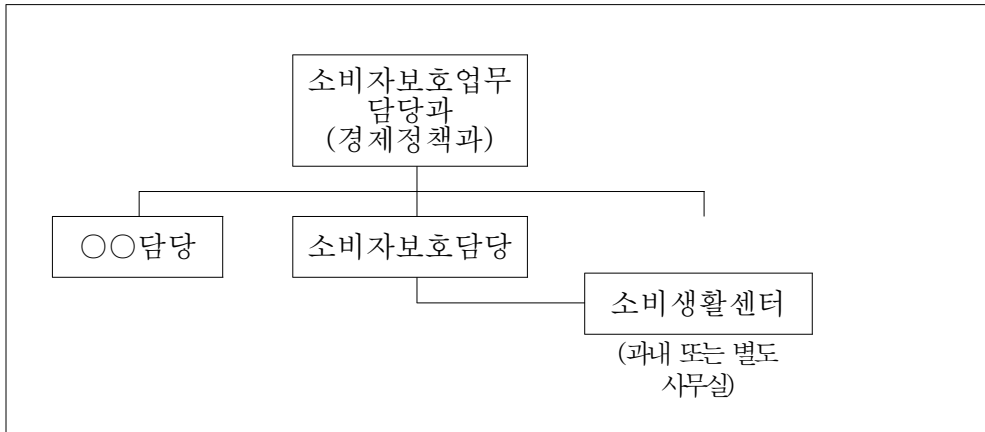 소비자보호업무
담당과
(경제정책과)
○○담당
소비자보호담당
소비생활센터
(과내 또는 별도
사무실)